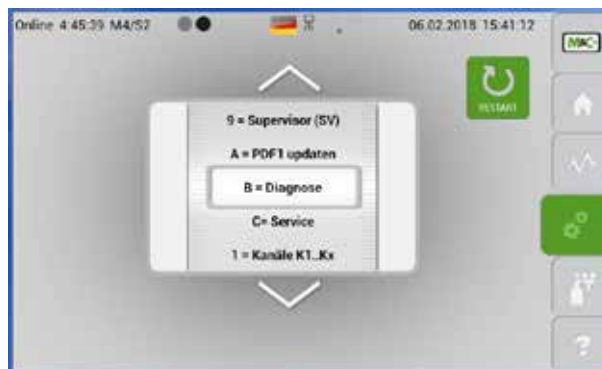 Online 4:45:39 M4/S2
06.02.2018 15:41:12
MRC
RESTART
9 = Supervisor (SV)
A = PDF1 updaten
B = Diagnose
C= Service
1 = Kanäle K1..Kx
?